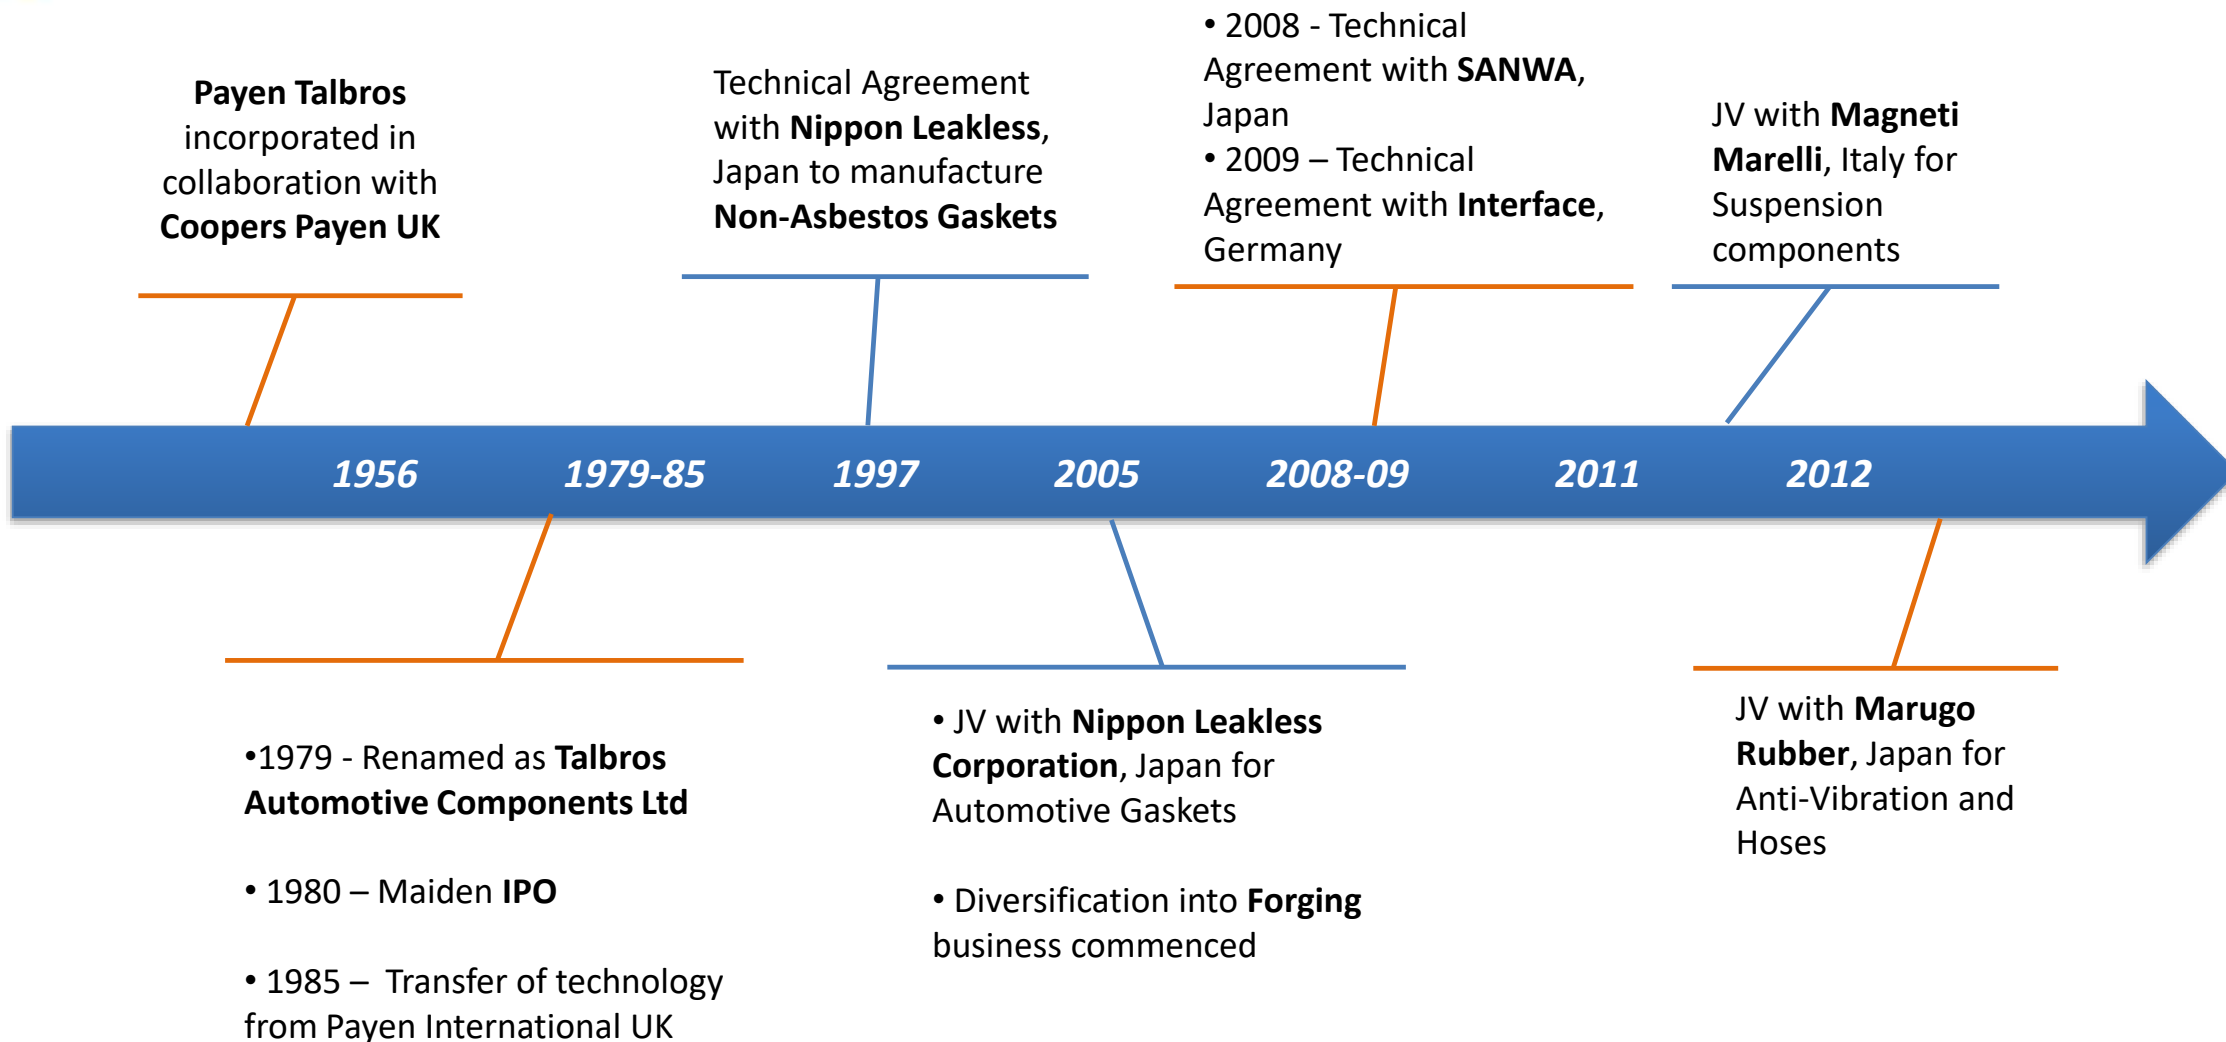 Payen Talbros
incorporated in
collaboration with
Coopers Payen UK
Technical Agreement
with Nippon Leakless,
Japan to manufacture
Non-Asbestos Gaskets
• 2008 - Technical
Agreement with SANWA,
Japan
• 2009 – Technical
Agreement with Interface,
Germany
JV with Magneti
Marelli, Italy for
Suspension
components
1956
1979-85
1997
2005
2008-09
2011
2012
•1979 - Renamed as Talbros
Automotive Components Ltd
• 1980 – Maiden IPO
• 1985 – Transfer of technology
from Payen International UK
• JV with Nippon Leakless
Corporation, Japan for
Automotive Gaskets
• Diversification into Forging
business commenced
JV with Marugo
Rubber, Japan for
Anti-Vibration and
Hoses